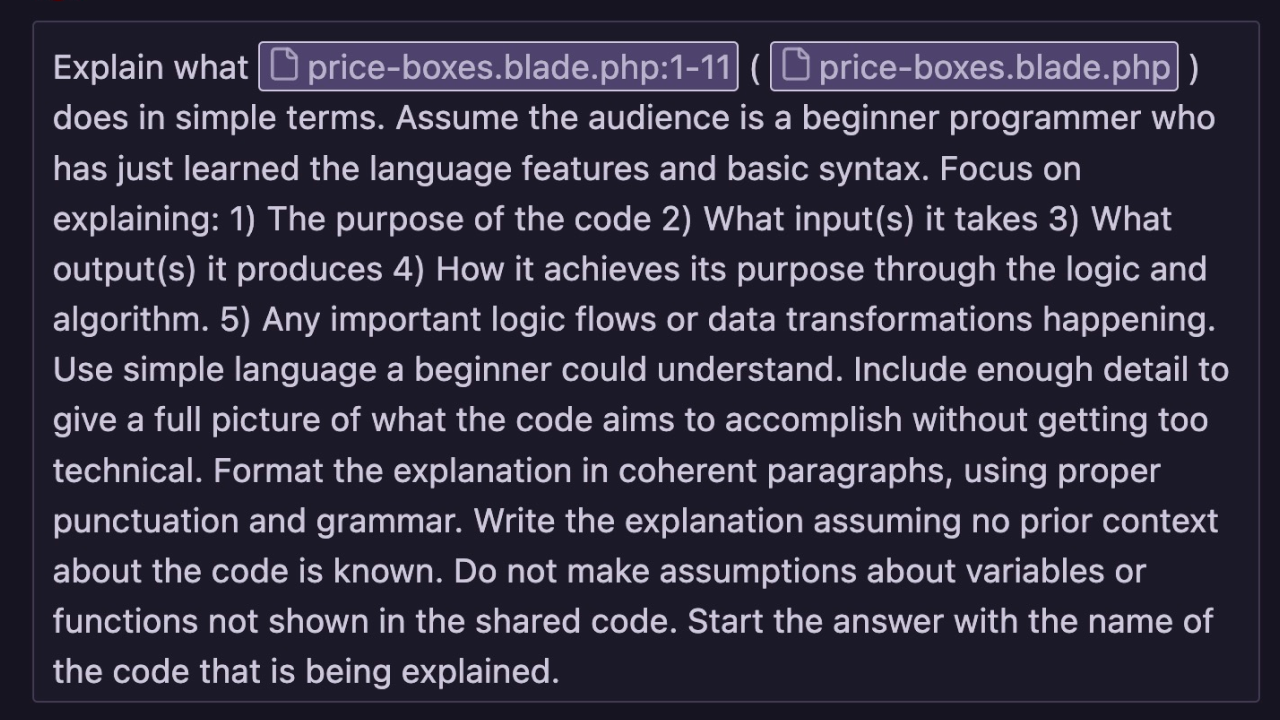 Explain what price-boxes.blade.php:1-11 ( price-boxes.blade.php )
does in simple terms. Assume the audience is a beginner programmer who
has just learned the language features and basic syntax. Focus on
explaining: 1) The purpose of the code 2) What input(s) it takes 3) What
output(s) it produces 4) How it achieves its purpose through the logic and
algorithm. 5) Any important logic flows or data transformations happening.
Use simple language a beginner could understand. Include enough detail to
give a full picture of what the code aims to accomplish without getting too
technical. Format the explanation in coherent paragraphs, using proper
punctuation and grammar. Write the explanation assuming no prior context
about the code is known. Do not make assumptions about variables or
functions not shown in the shared code. Start the answer with the name of
the code that is being explained.